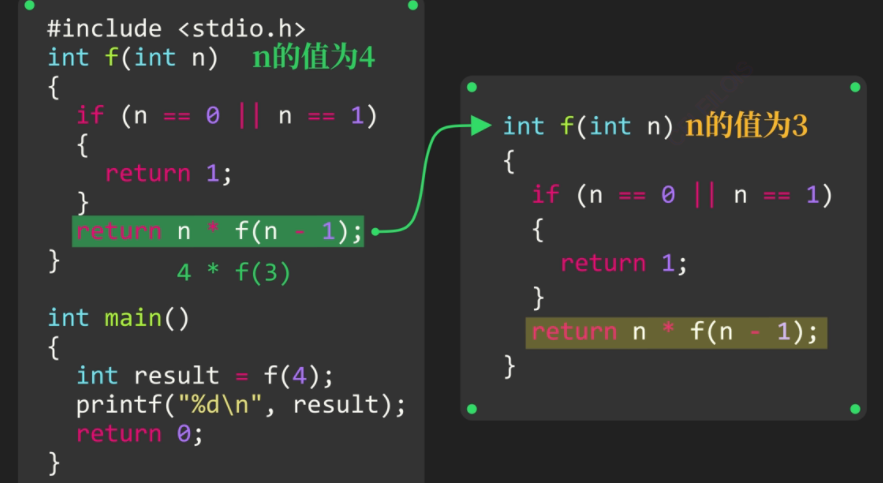 #include <stdio.h>
int f(int n) n的值为4
{
if (n == 0 || n == 1)
{
return 1;
}
return n * f(n - 1);
}
4 * f(3)
int main()
{
int result = f(4);
printf("%d\n", result);
return 0;
}
int f(int n) n的值为3
{
if (n == 0 || n == 1)
{
return 1;
}
return n * f(n - 1);
}